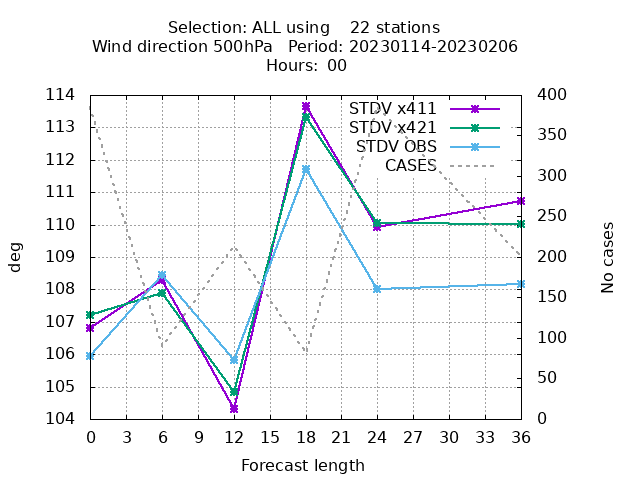 Selection: ALL using 22 stations
Wind direction 500hPa Period: 20230114-20230206
Hours: 00
114 400
113 350
112 300
111 250
110 200
109 150
108 100
107 50
106 0
105
104
STDV x411
STDV x421
STDV OBS
CASES
deg
No cases
0 3 6 9 12 15 18 21 24 27 30 33 36
Forecast length